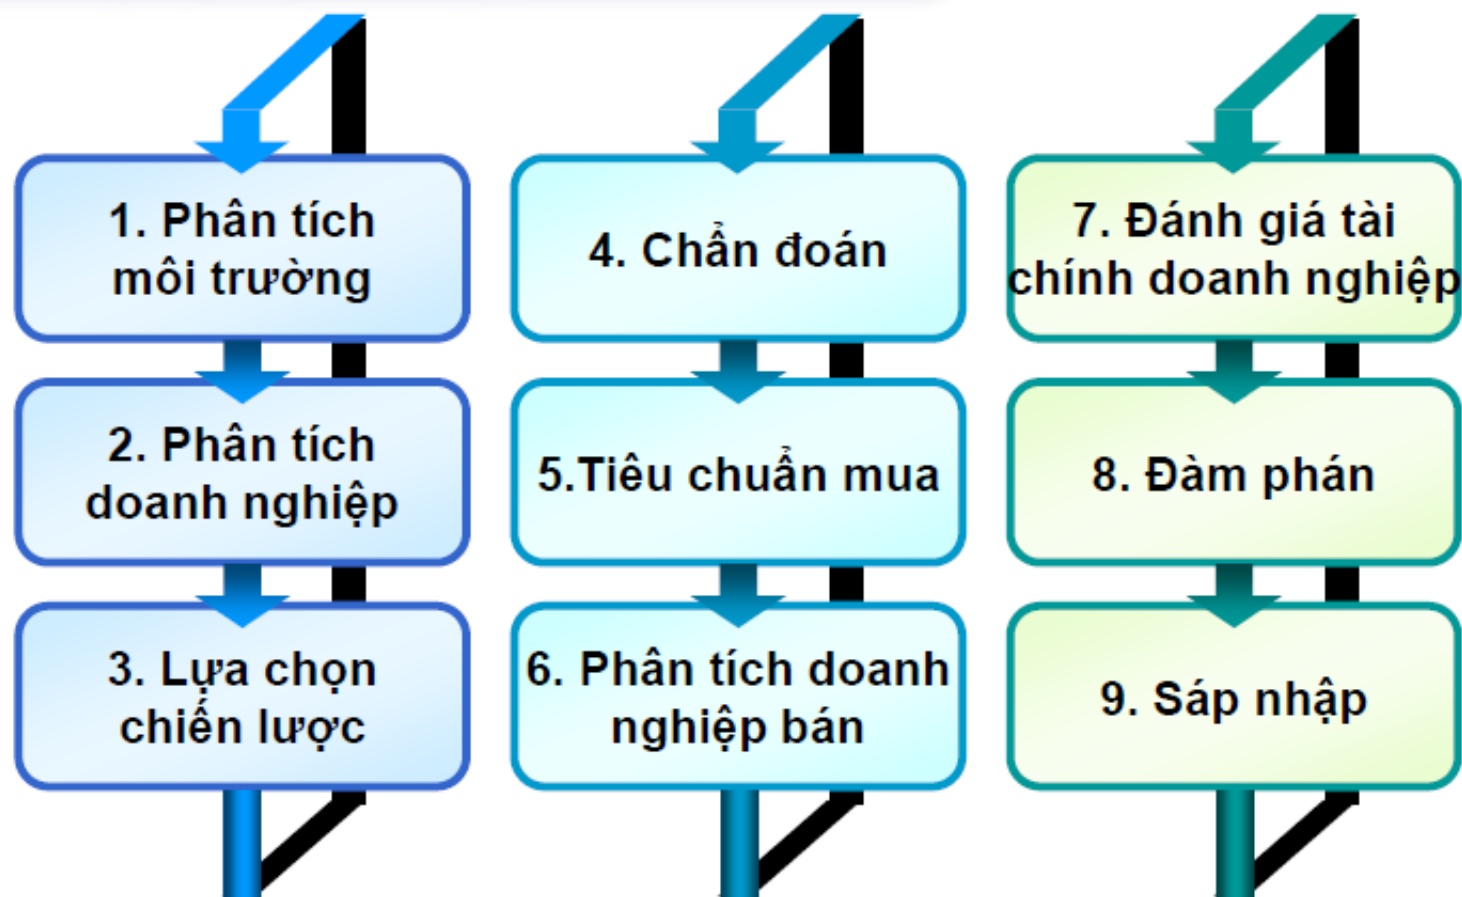 1. Phân tích
môi trường
2. Phân tích
doanh nghiệp
3. Lựa chọn
chiến lược
4. Chẩn đoán
5.Tiêu chuẩn mua
6. Phân tích doanh
nghiệp bán
7. Đánh giá tài
chính doanh nghiệp
8. Đàm phán
9. Sáp nhập